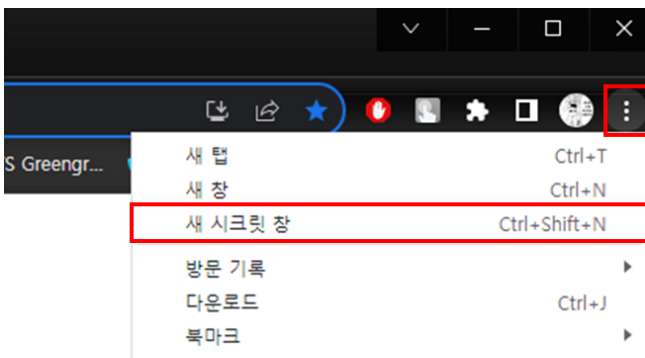 S Greengr...
새 탭 Ctrl+T
새 창 Ctrl+N
새 시크릿 창 Ctrl+Shift+N
방문 기록
다운로드 Ctrl+J
북마크